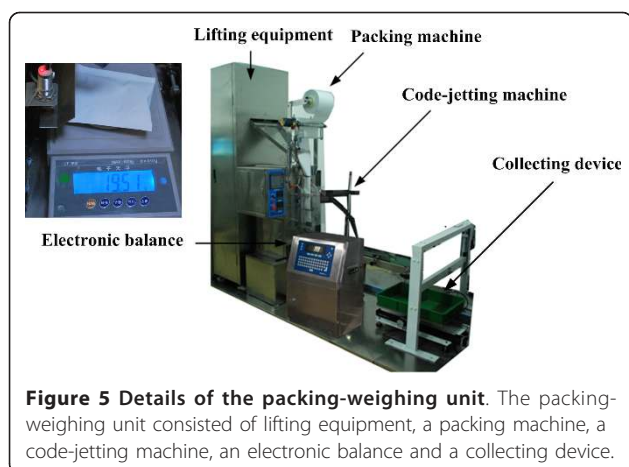 Lifting equipment
Packing machine
Code-jetting machine
Collecting device
Electronic balance
1951
Figure 5 Details of the packing-weighing unit. The packing-
weighing unit consisted of lifting equipment, a packing machine, a
code-jetting machine, an electronic balance and a collecting device.